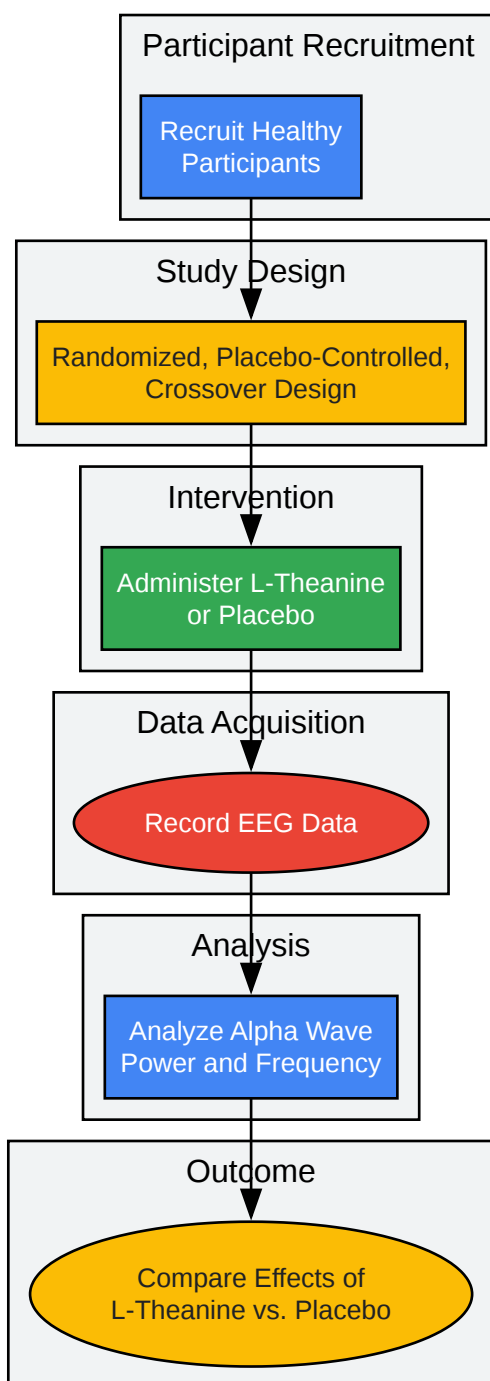 Participant Recruitment
Recruit Healthy
Participants
Study Design
Randomized, Placebo-Controlled,
Crossover Design
Intervention
Administer L-Theanine
or Placebo
Data Acquisition
Record EEG Data
Analysis
Analyze Alpha Wave
Power and Frequency
Outcome
Compare Effects of
L-Theanine vs. Placebo